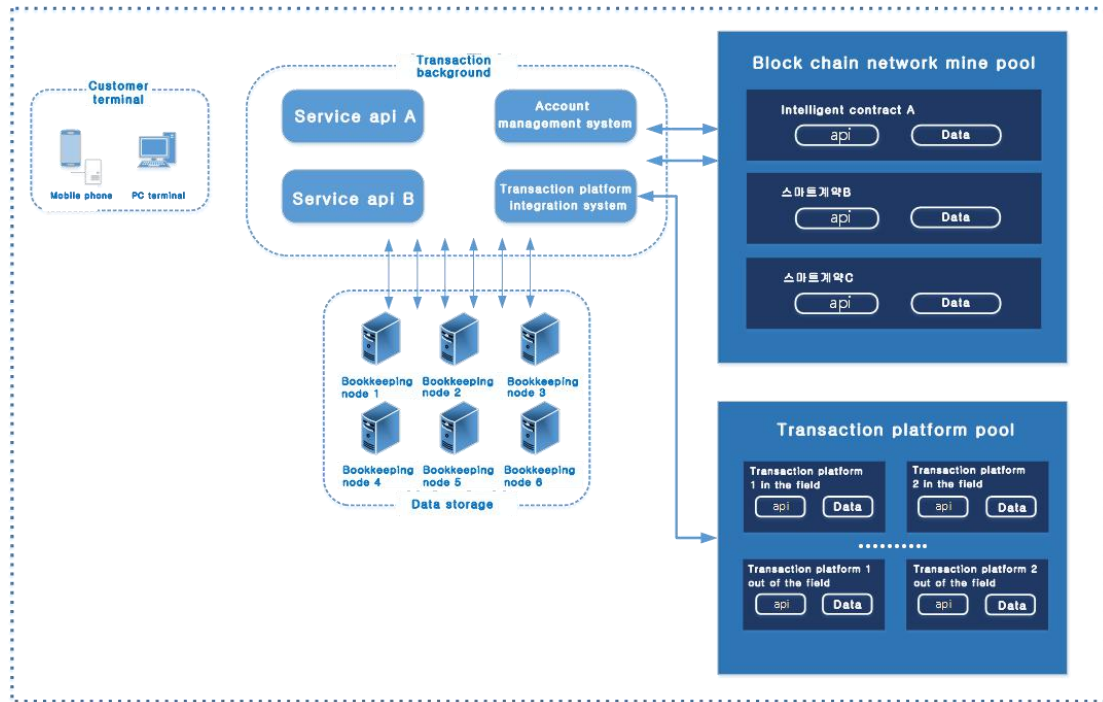 Customer
terminal
Mobile phone
PC terminal
Transaction
background
Service api A
Account
management system
Service api B
Transaction platform
integration system
Bookkeeping
node 1
Bookkeeping
node 2
Bookkeeping
node 3
Bookkeeping
node 4
Bookkeeping
node 5
Bookkeeping
node 6
Data storage
Block chain network mine pool
Intelligent contract A
api
Data
스마트계약B
api
Data
스마트계약C
api
Data
Transaction platform pool
Transaction platform
1 in the field
api
Data
Transaction platform
2 in the field
api
Data
Transaction platform 1
out of the field
api
Data
Transaction platform 2
out of the field
api
Data